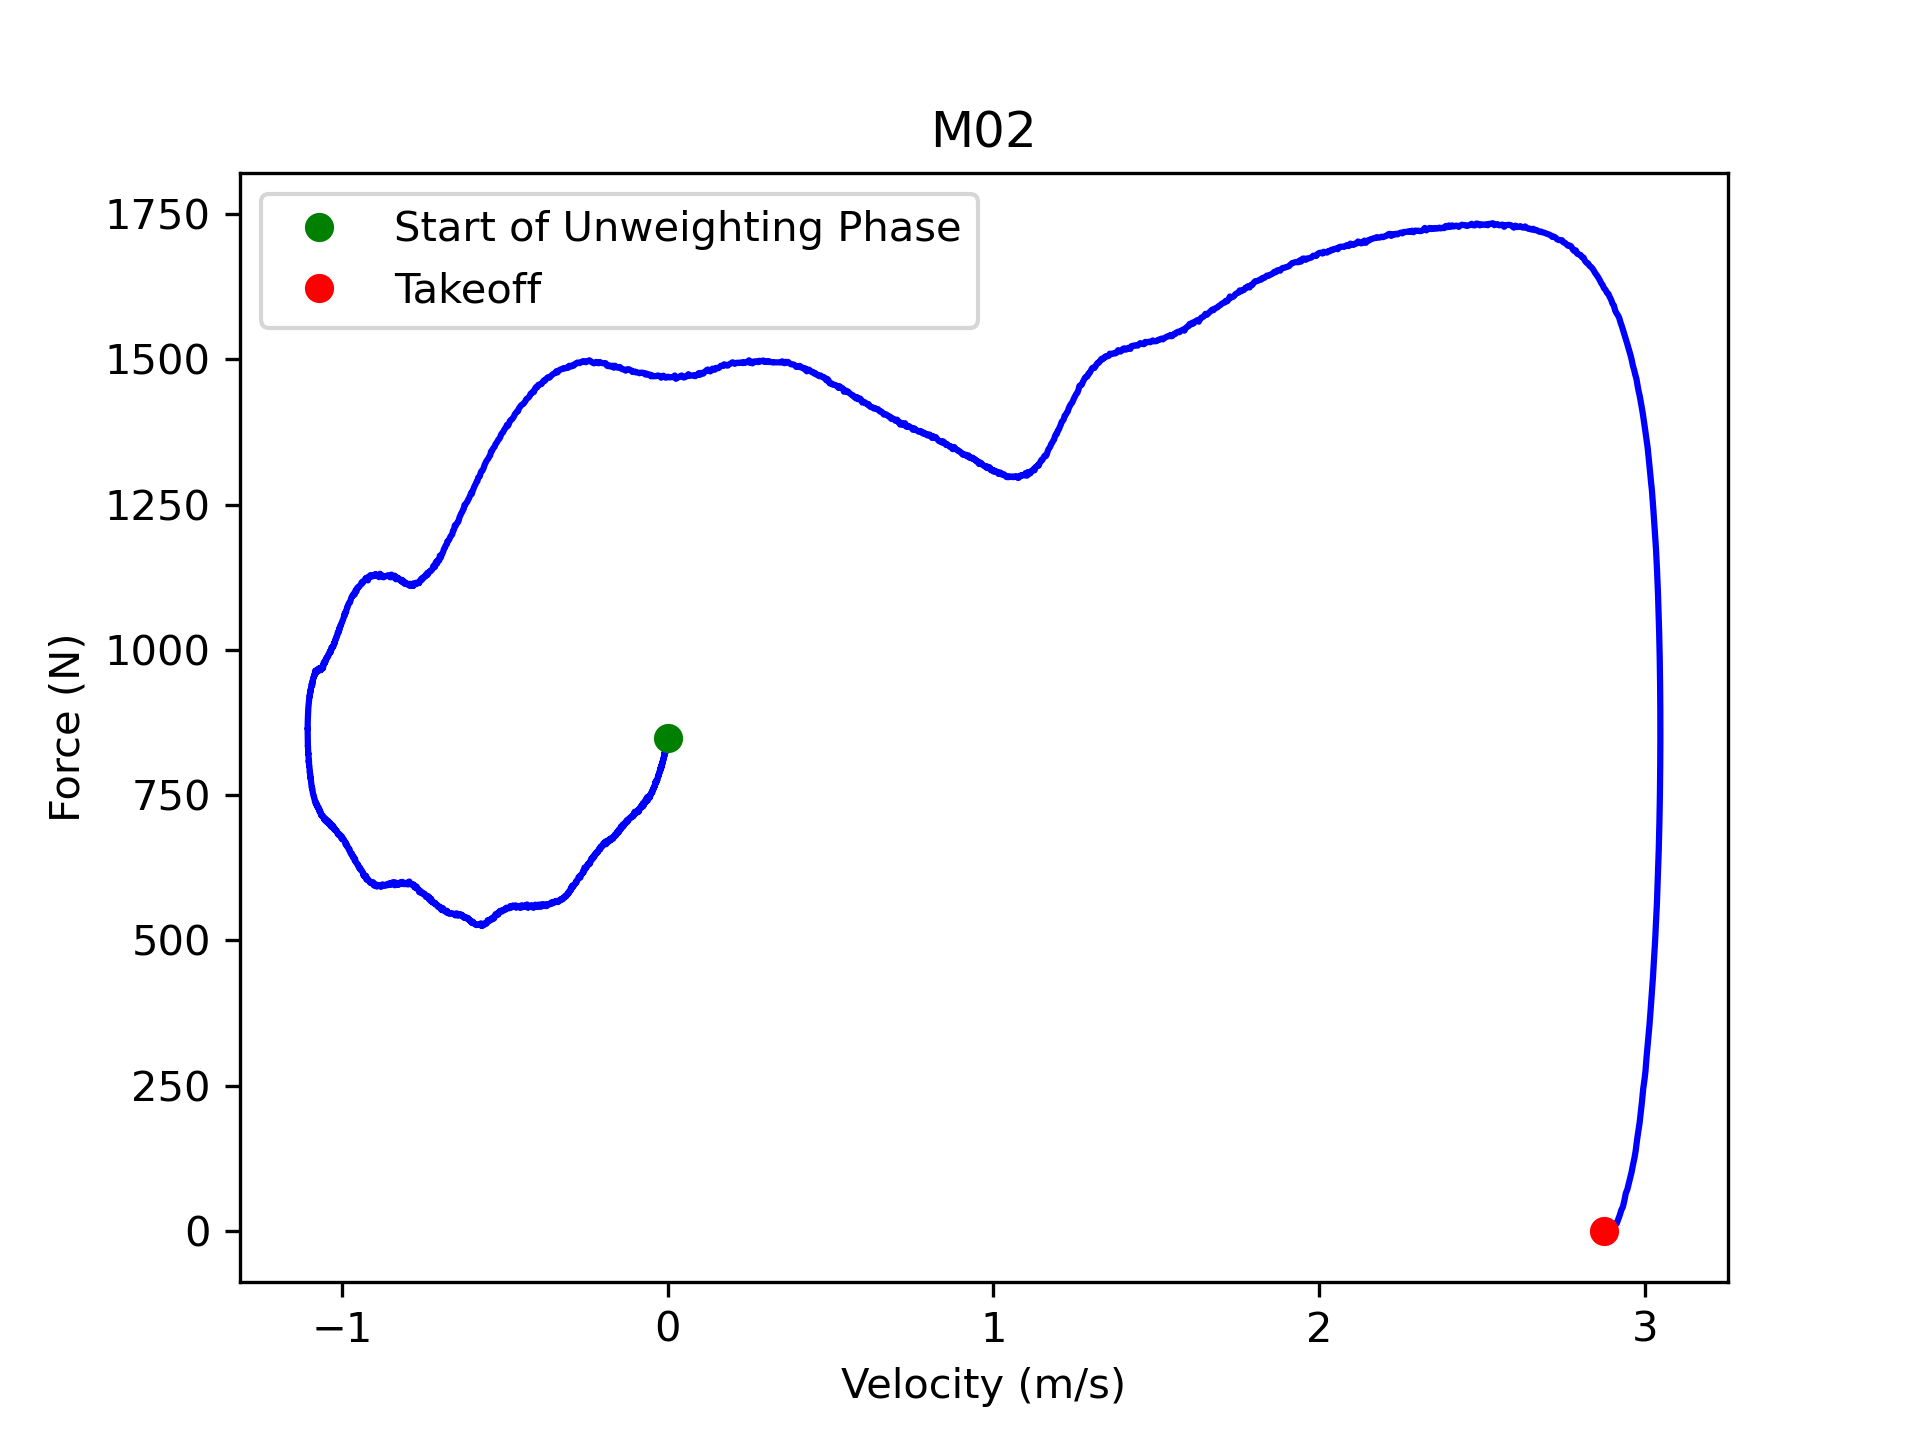 M02
Start of Unweighting Phase
Takeoff
1750
1500
1250
1000
750
500
250
0
Force (N)
−1 0 1 2 3
Velocity (m/s)